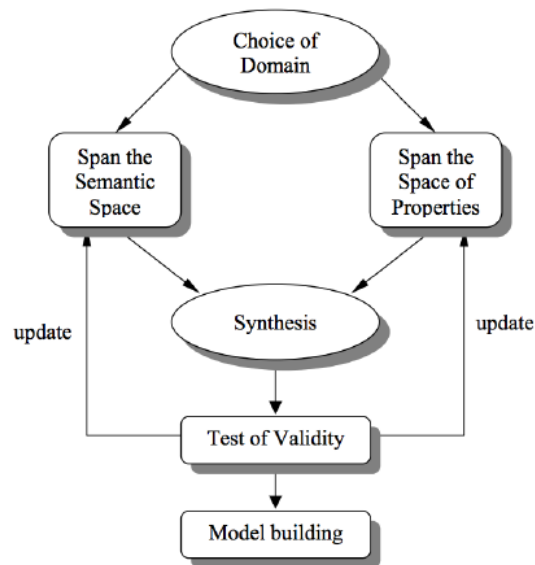 Choice of
Domain
Span the
Semantic
Space
Span the
Space of
Properties
Synthesis
update
update
Test of Validity
Model building